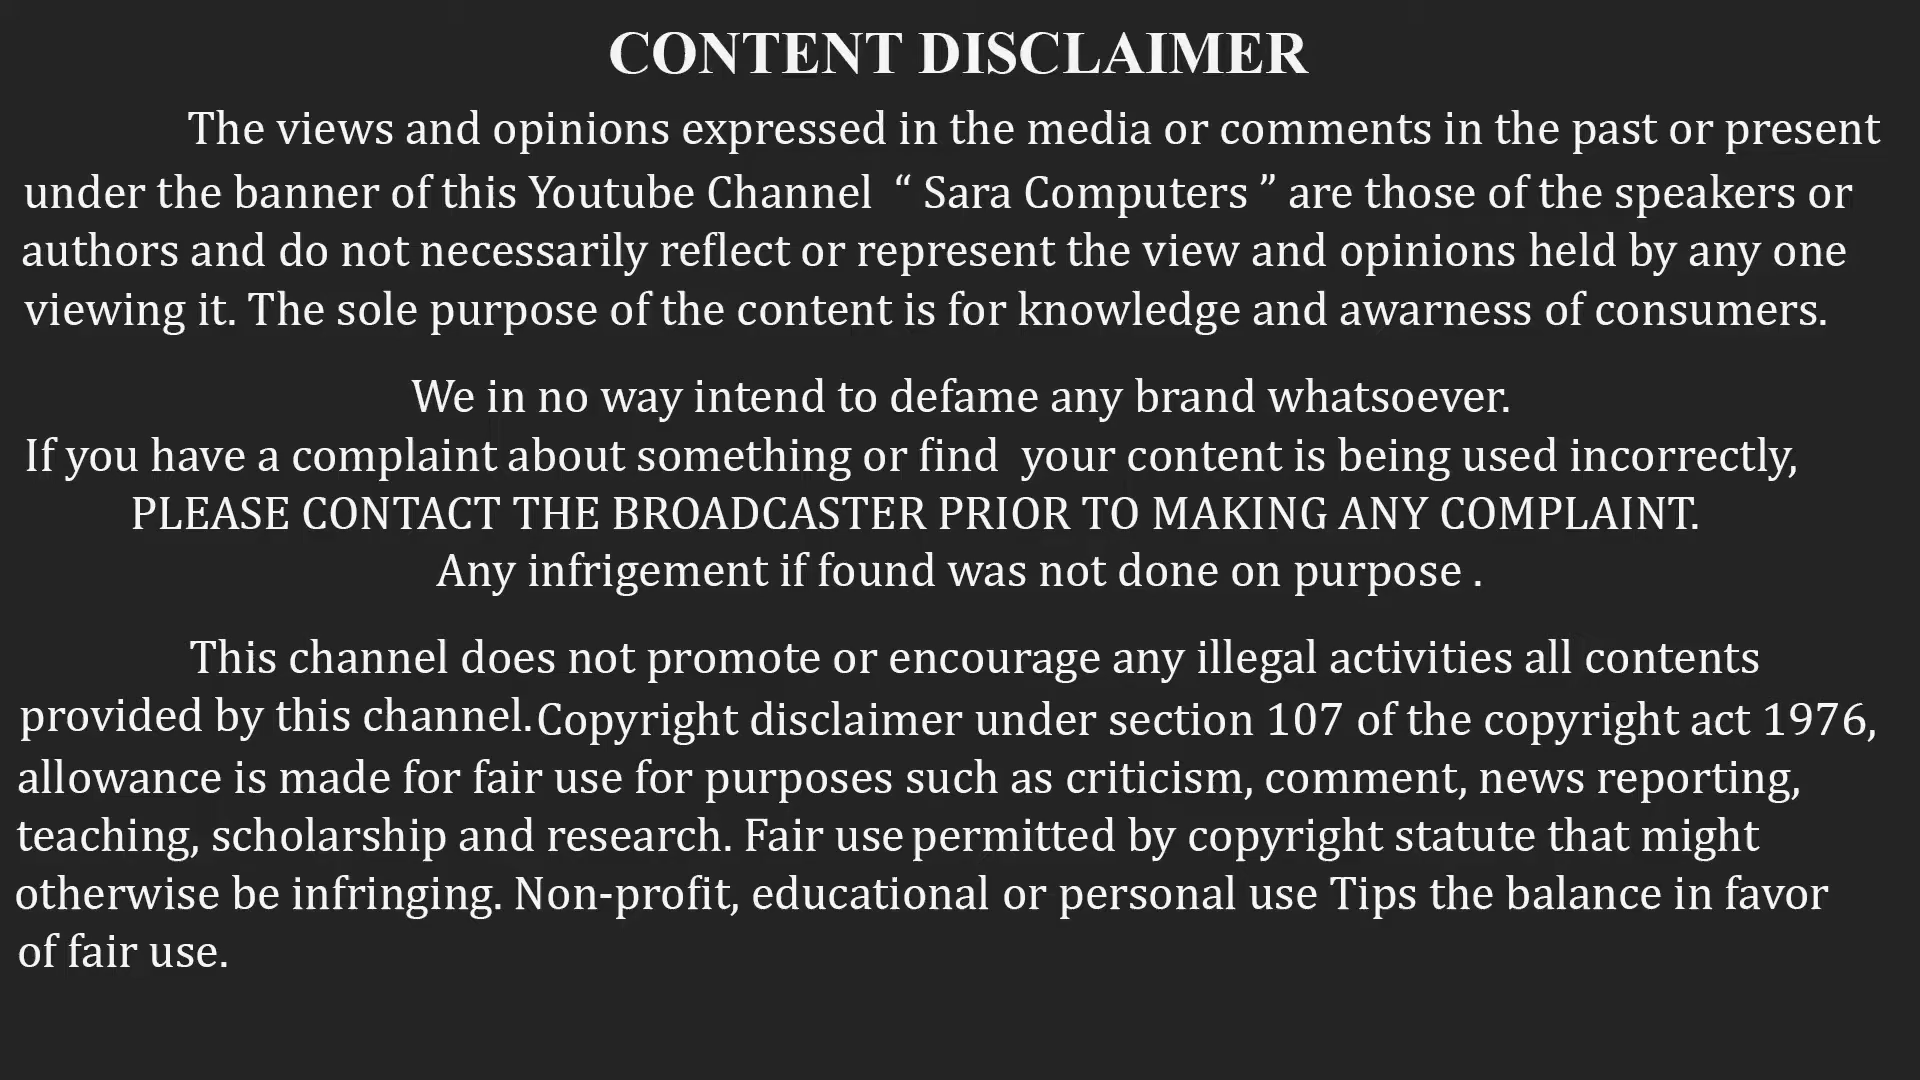 CONTENT DISCLAIMER
The views and opinions expressed in the media or comments in the past or present
under the banner of this Youtube Channel “ Sara Computers ” are those of the speakers or
authors and do not necessarily reflect or represent the view and opinions held by any one
viewing it. The sole purpose of the content is for knowledge and awarness of consumers.
We in no way intend to defame any brand whatsoever.
If you have a complaint about something or find your content is being used incorrectly,
PLEASE CONTACT THE BROADCASTER PRIOR TO MAKING ANY COMPLAINT.
Any infrigement if found was not done on purpose .
This channel does not promote or encourage any illegal activities all contents
provided by this channel. Copyright disclaimer under section 107 of the copyright act 1976,
allowance is made for fair use for purposes such as criticism, comment, news reporting,
teaching, scholarship and research. Fair use permitted by copyright statute that might
otherwise be infringing. Non-profit, educational or personal use Tips the balance in favor
of fair use.